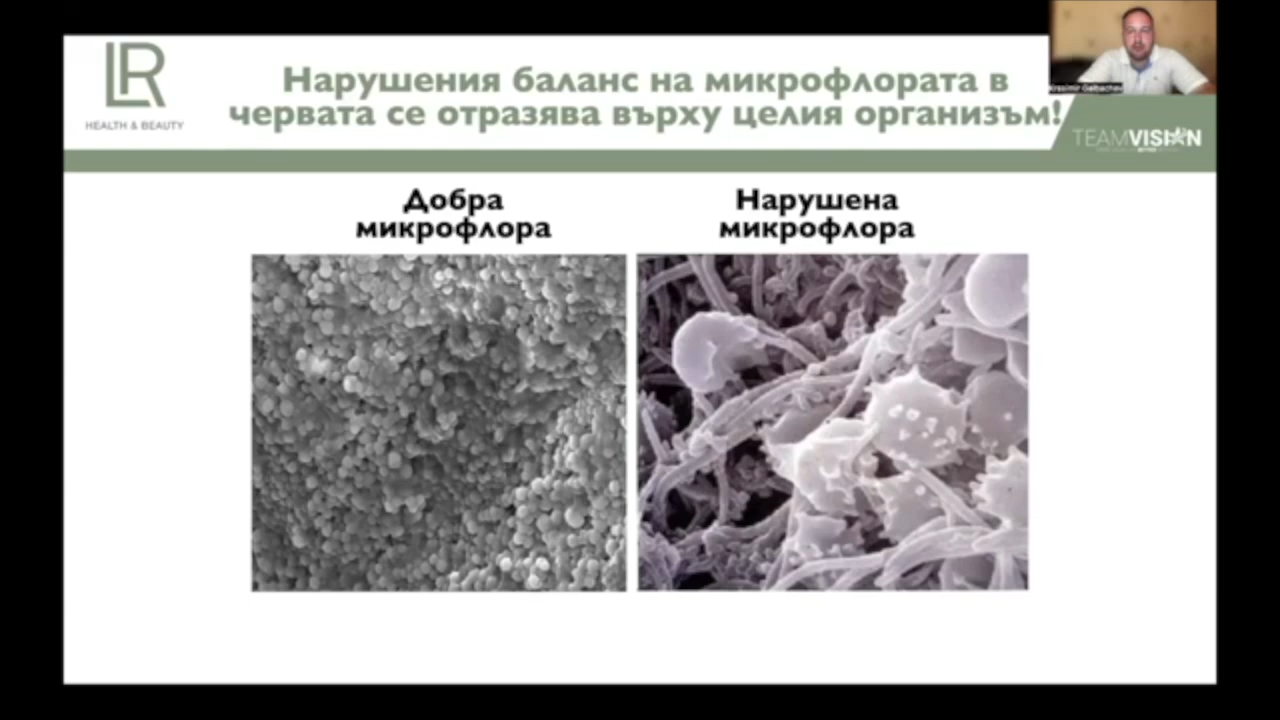 LR
HEALTH & BEAUTY
Нарушения баланс на микрофлората в
червата се отразява върху целия организъм!
TEAMVISION
Добра
микрофлора
Нарушена
микрофлора